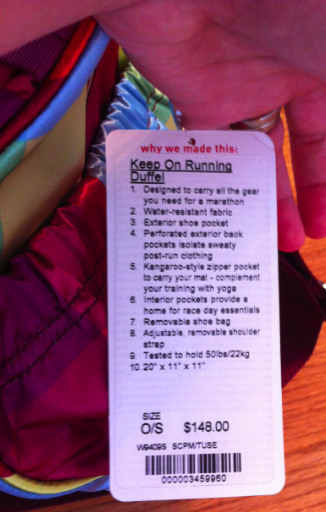 why we made this:
Keep On Running
Duffel
1. Designed to carry all the gear
you need for a marathon
2. Water-resistant fabric
3. Exterior shoe pocket
4. Perforated exterior back
pockets isolate sweaty
post-run clothing
5. Kangaroo-style zipper pocket
to carry your mat - complement
your training with yoga
6. Interior pockets provide a
home for race day essentials
7. Removable shoe bag
8. Adjustable, removable shoulder
strap
9. Tested to hold 50lbs/22kg
10. 20" x 11" x 11"
SIZE
O/S $148.00
W9409S SCPM/TUSE
000003459960